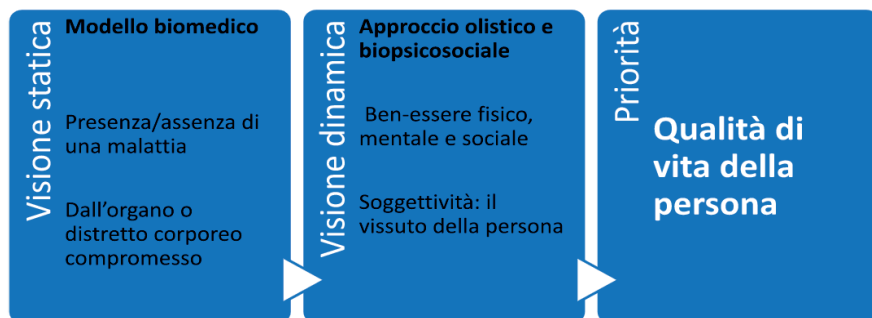 Visione statica
Modello biomedico
Presenza/assenza di
una malattia
Dall’organo o
distretto corporeo
compromesso
Visione dinamica
Approccio olistico e
biopsicosociale
Ben-essere fisico,
mentale e sociale
Soggettività: il
vissuto della persona
Priorità
Qualità di
vita della
persona